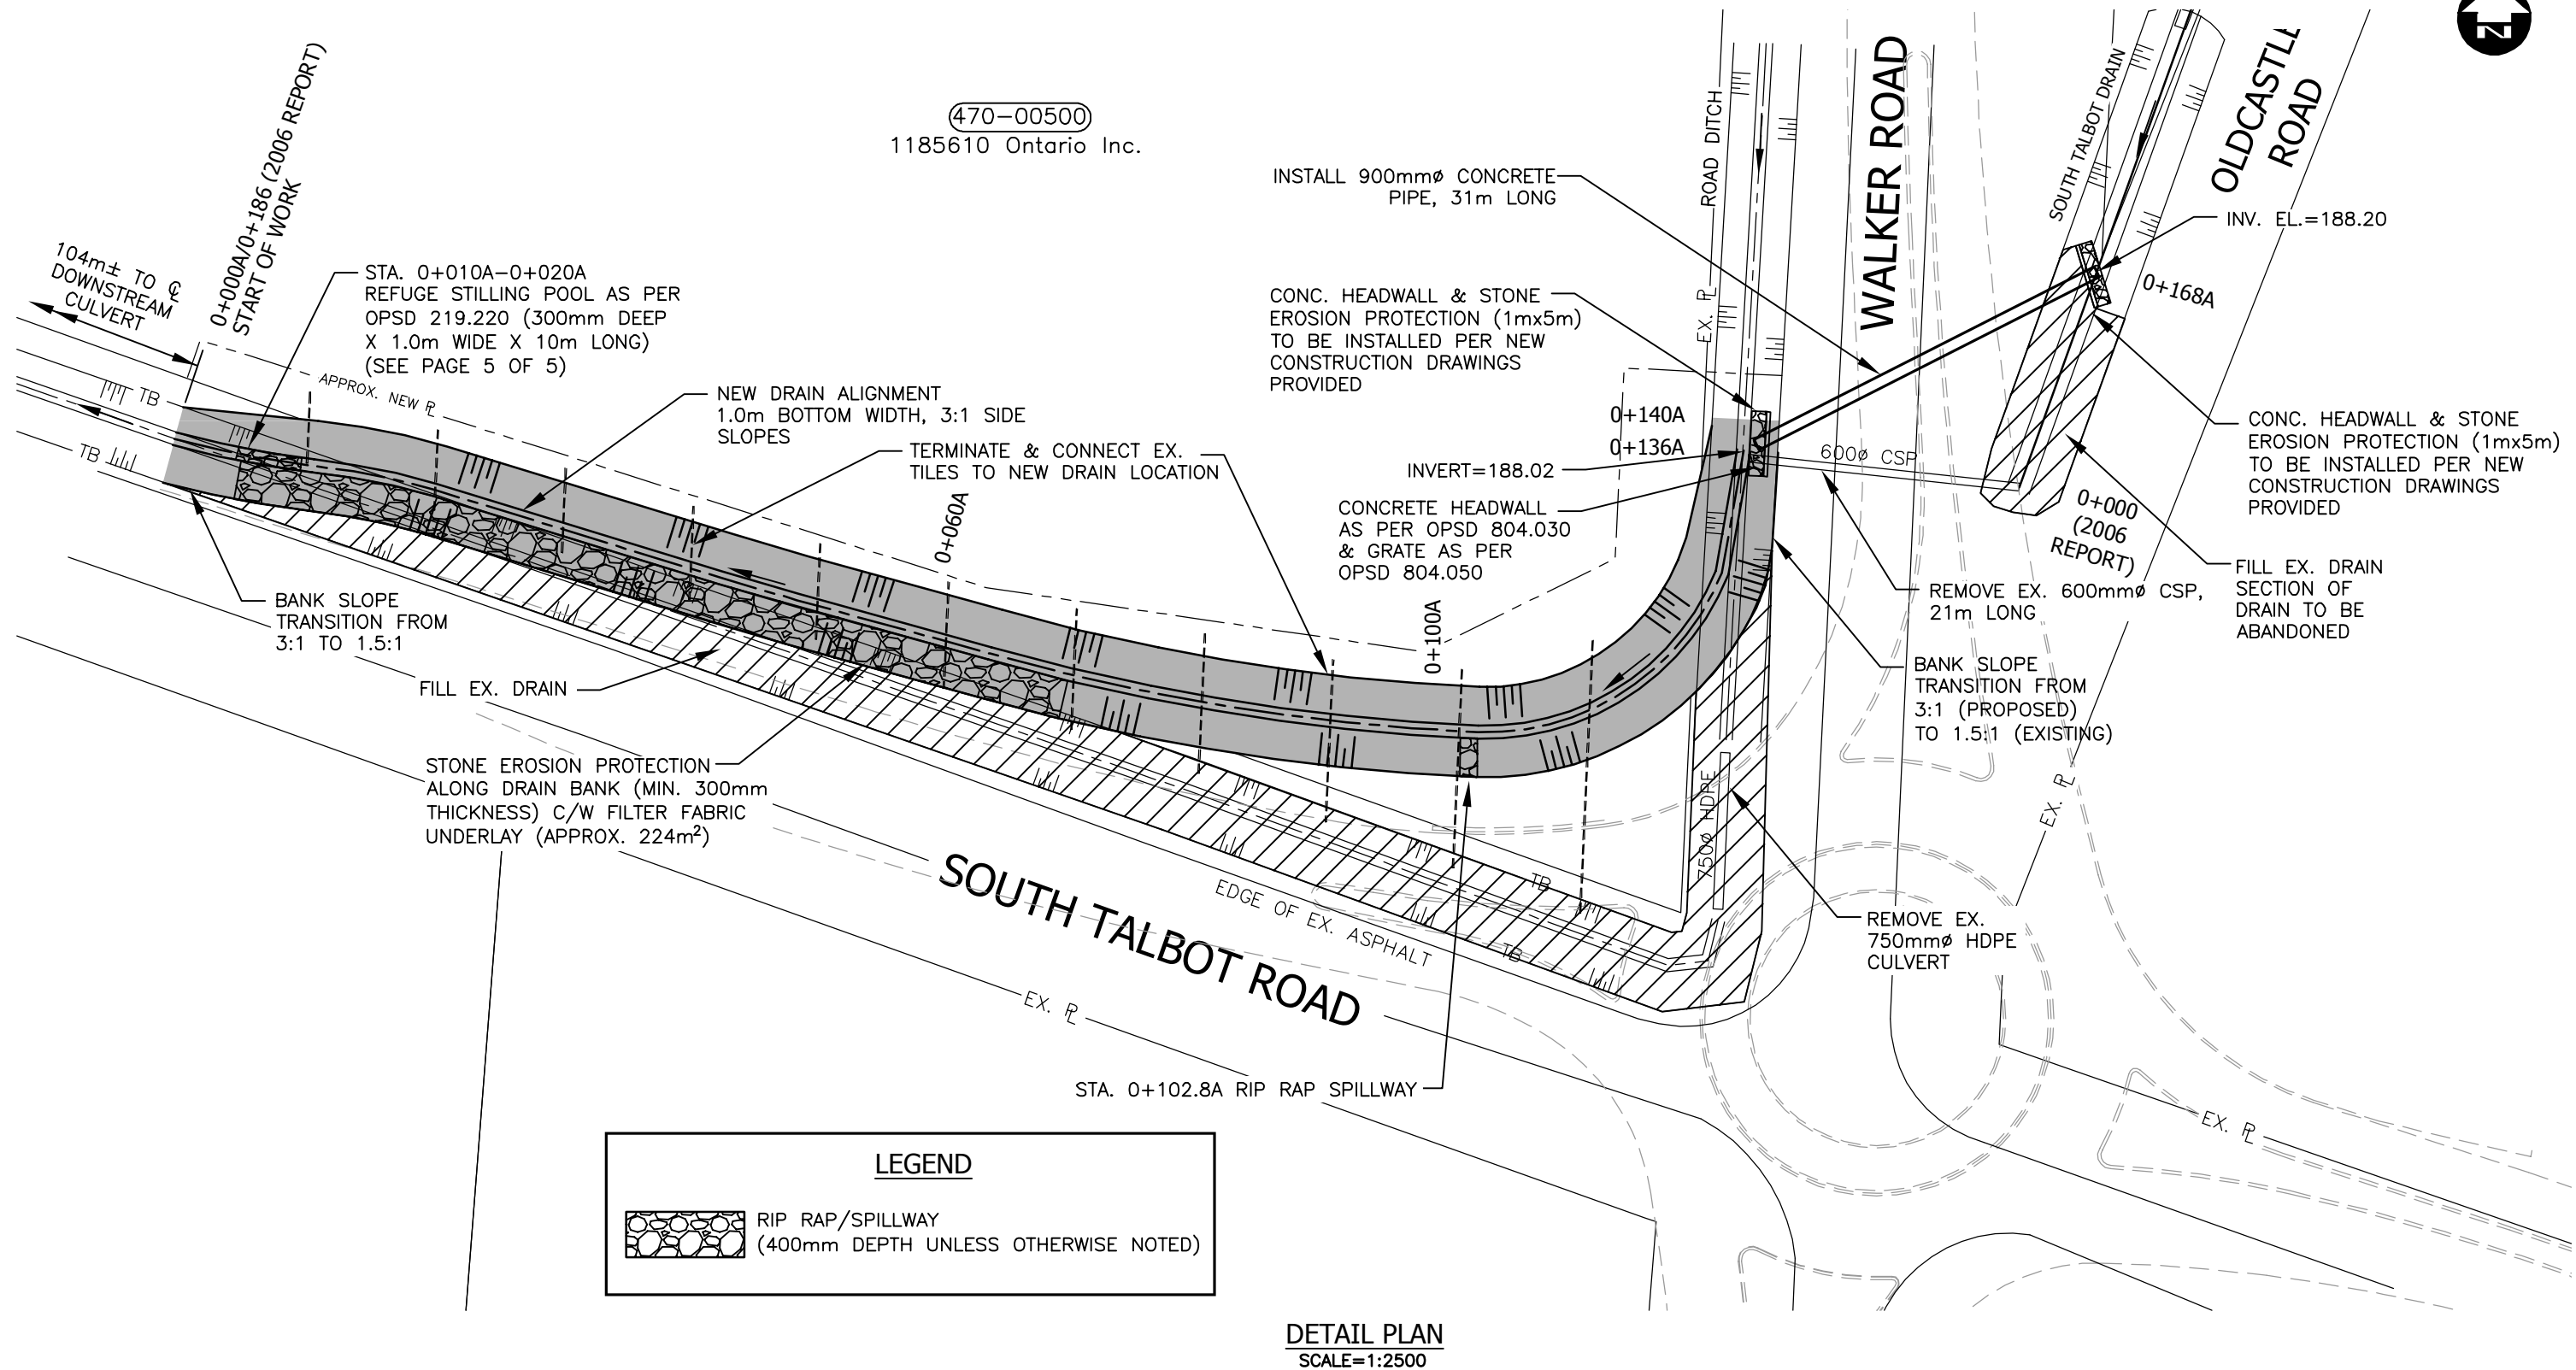 Z
0+000A/0+186 (2006 REPORT)
START OF WORK
104m± TO ℄
DOWNSTREAM
CULVERT
470-00500
1185610 Ontario Inc.
STA. 0+010A-0+020A
REFUGE STILLING POOL AS PER
OPSD 219.220 (300mm DEEP
X 1.0m WIDE X 10m LONG)
(SEE PAGE 5 OF 5)
APPROX. NEW ⅊
TB
TB
NEW DRAIN ALIGNMENT
1.0m BOTTOM WIDTH, 3:1 SIDE
SLOPES
TERMINATE & CONNECT EX.
TILES TO NEW DRAIN LOCATION
0+060A
0+100A
INSTALL 900mmø CONCRETE
PIPE, 31m LONG
CONC. HEADWALL & STONE
EROSION PROTECTION (1mx5m)
TO BE INSTALLED PER NEW
CONSTRUCTION DRAWINGS
PROVIDED
0+140A
0+136A
INVERT=188.02
CONCRETE HEADWALL
AS PER OPSD 804.030
& GRATE AS PER
OPSD 804.050
EX. ⅊
ROAD DITCH
WALKER ROAD
SOUTH TALBOT DRAIN
OLDCASTLE
ROAD
INV. EL.=188.20
0+168A
600ø CSP
CONC. HEADWALL & STONE
EROSION PROTECTION (1mx5m)
TO BE INSTALLED PER NEW
CONSTRUCTION DRAWINGS
PROVIDED
0+000
(2006
REPORT)
FILL EX. DRAIN
SECTION OF
DRAIN TO BE
ABANDONED
REMOVE EX. 600mmø CSP,
21m LONG
BANK SLOPE
TRANSITION FROM
3:1 (PROPOSED)
TO 1.5:1 (EXISTING)
EX. ⅊
BANK SLOPE
TRANSITION FROM
3:1 TO 1.5:1
FILL EX. DRAIN
STONE EROSION PROTECTION
ALONG DRAIN BANK (MIN. 300mm
THICKNESS) C/W FILTER FABRIC
UNDERLAY (APPROX. 224m²)
750ø HDPE
REMOVE EX.
750mmø HDPE
CULVERT
TB
TB
SOUTH TALBOT ROAD
EDGE OF EX. ASPHALT
EX. ⅊
EX. ⅊
STA. 0+102.8A RIP RAP SPILLWAY
LEGEND
RIP RAP/SPILLWAY
(400mm DEPTH UNLESS OTHERWISE NOTED)
DETAIL PLAN
SCALE=1:2500